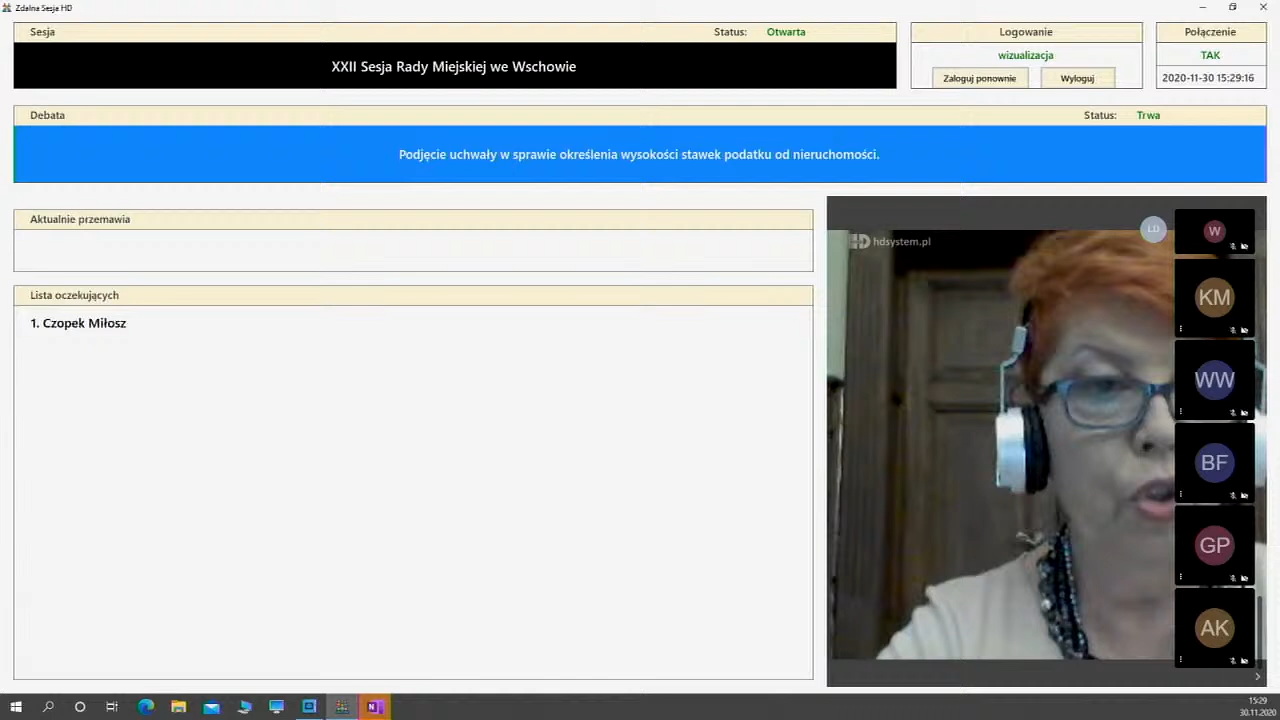 Zdalna Sesja HD
Sesja
Status: Otwarta
XXII Sesja Rady Miejskiej we Wschowie
Logowanie
wizualizacja
Zaloguj ponownie
Wyloguj
Połączenie
TAK
2020-11-30 15:29:16
Debata
Status: Trwa
Podjęcie uchwały w sprawie określenia wysokości stawek podatku od nieruchomości.
Aktualnie przemawia
Lista oczekujących
1. Czopek Miłosz
HD hdsystem.pl
LD
W
KM
WW
BF
GP
AK
15:29
30.11.2020